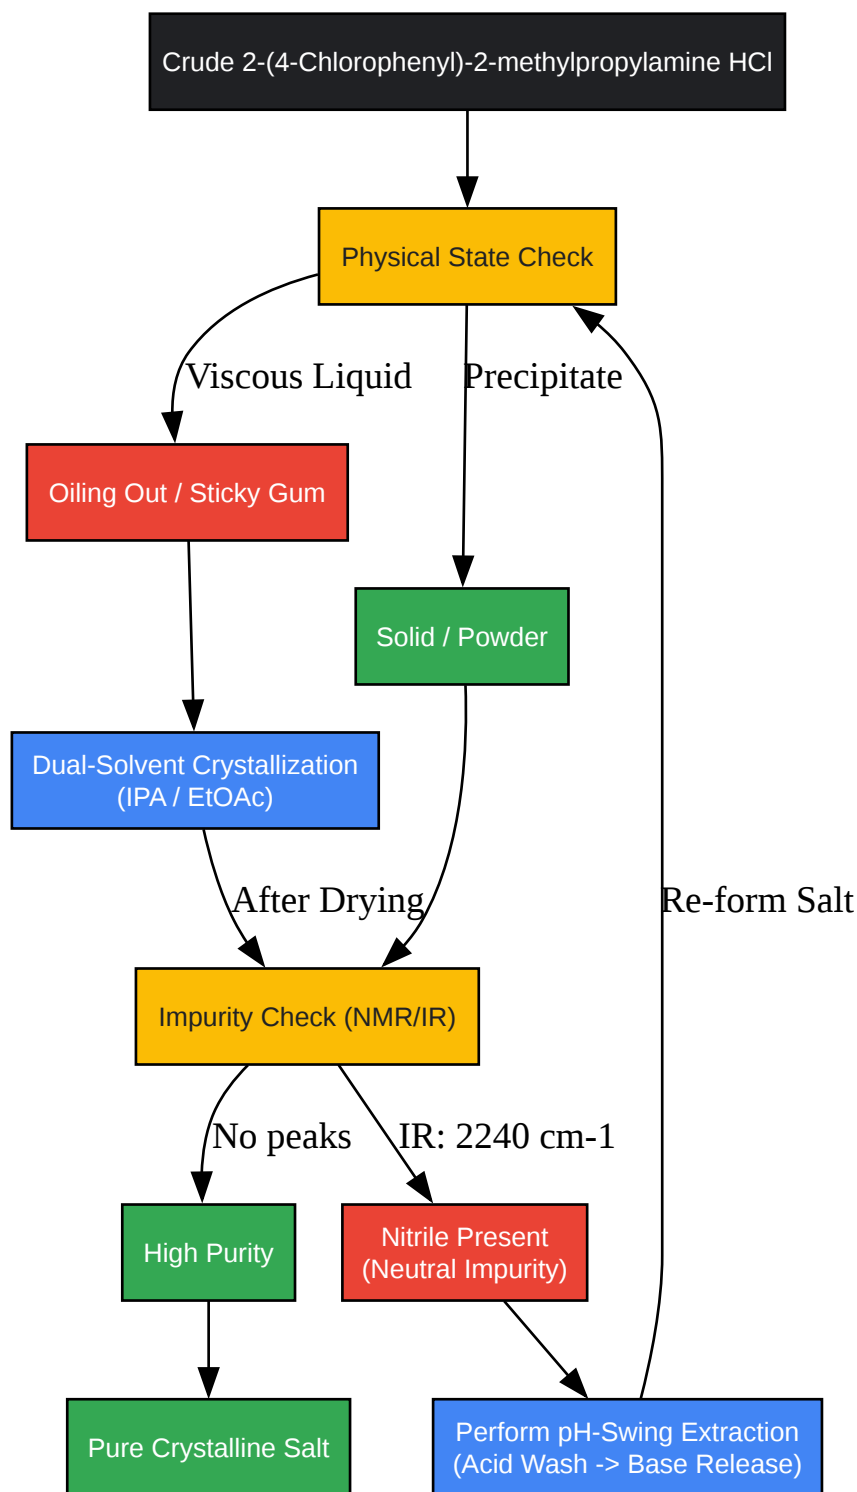 Crude 2-(4-Chlorophenyl)-2-methylpropylamine HCl
Physical State Check
Viscous Liquid
Precipitate
Oiling Out / Sticky Gum
Solid / Powder
Dual-Solvent Crystallization
(IPA / EtOAc)
After Drying
Re-form Salt
Impurity Check (NMR/IR)
No peaks
IR: 2240 cm-1
High Purity
Nitrile Present
(Neutral Impurity)
Pure Crystalline Salt
Perform pH-Swing Extraction
(Acid Wash -> Base Release)